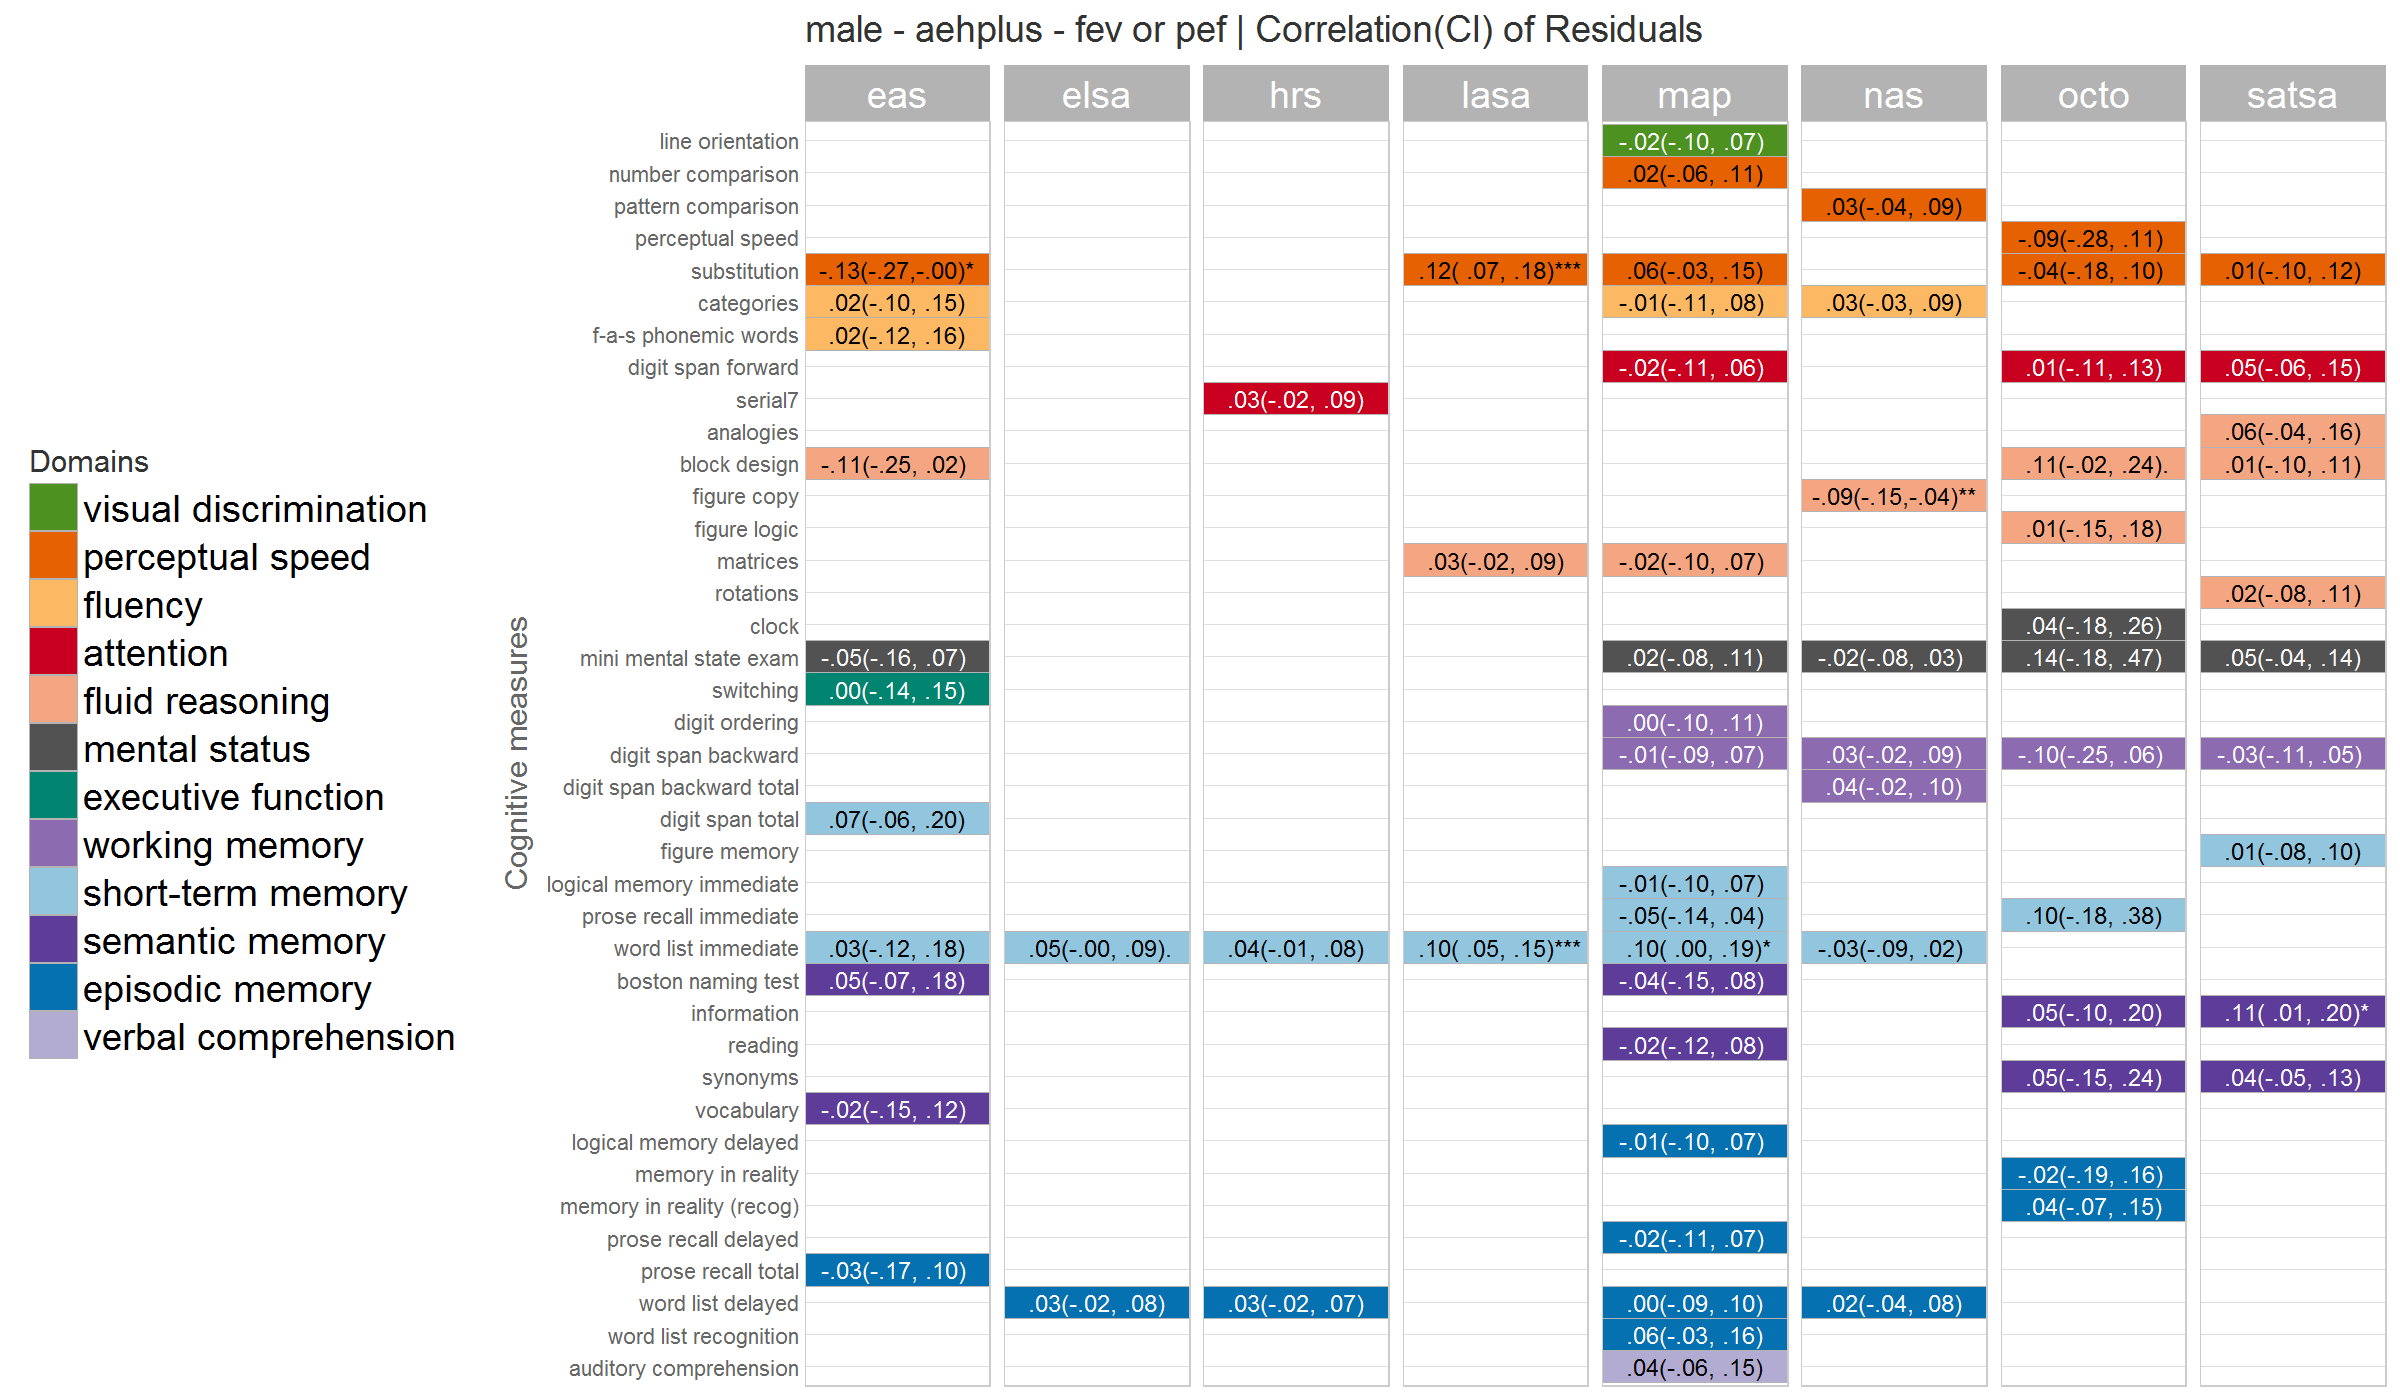 male - aehplus - fev or pef | Correlation(CI) of Residuals
eas elsa hrs lasa map nas octo satsa
line orientation -.02(-.10, .07)
number comparison .02(-.06, .11)
pattern comparison .03(-.04, .09)
perceptual speed -.09(-.28, .11)
substitution -.13(-.27,-.00)* .12( .07, .18)*** .06(-.03, .15) -.04(-.18, .10) .01(-.10, .12)
categories .02(-.10, .15) -.01(-.11, .08) .03(-.03, .09)
f-a-s phonemic words .02(-.12, .16)
digit span forward -.02(-.11, .06) .01(-.11, .13) .05(-.06, .15)
serial7 .03(-.02, .09)
analogies .06(-.04, .16)
block design -.11(-.25, .02) .11(-.02, .24). .01(-.10, .11)
figure copy -.09(-.15,-.04)**
figure logic .01(-.15, .18)
matrices .03(-.02, .09) -.02(-.10, .07)
rotations .02(-.08, .11)
clock .04(-.18, .26)
mini mental state exam -.05(-.16, .07) .02(-.08, .11) -.02(-.08, .03) .14(-.18, .47) .05(-.04, .14)
switching .00(-.14, .15)
digit ordering .00(-.10, .11)
digit span backward -.01(-.09, .07) .03(-.02, .09) -.10(-.25, .06) -.03(-.11, .05)
digit span backward total .04(-.02, .10)
digit span total .07(-.06, .20)
figure memory .01(-.08, .10)
logical memory immediate -.01(-.10, .07)
prose recall immediate -.05(-.14, .04) .10(-.18, .38)
word list immediate .03(-.12, .18) .05(-.00, .09). .04(-.01, .08) .10( .05, .15)*** .10( .00, .19)* -.03(-.09, .02)
boston naming test .05(-.07, .18) -.04(-.15, .08)
information .05(-.10, .20) .11( .01, .20)*
reading -.02(-.12, .08)
synonyms .05(-.15, .24) .04(-.05, .13)
vocabulary -.02(-.15, .12)
logical memory delayed -.01(-.10, .07)
memory in reality -.02(-.19, .16)
memory in reality (recog) .04(-.07, .15)
prose recall delayed -.02(-.11, .07)
prose recall total -.03(-.17, .10)
word list delayed .03(-.02, .08) .03(-.02, .07) .00(-.09, .10) .02(-.04, .08)
word list recognition .06(-.03, .16)
auditory comprehension .04(-.06, .15)
Cognitive measures
Domains
visual discrimination
perceptual speed
fluency
attention
fluid reasoning
mental status
executive function
working memory
short-term memory
semantic memory
episodic memory
verbal comprehension